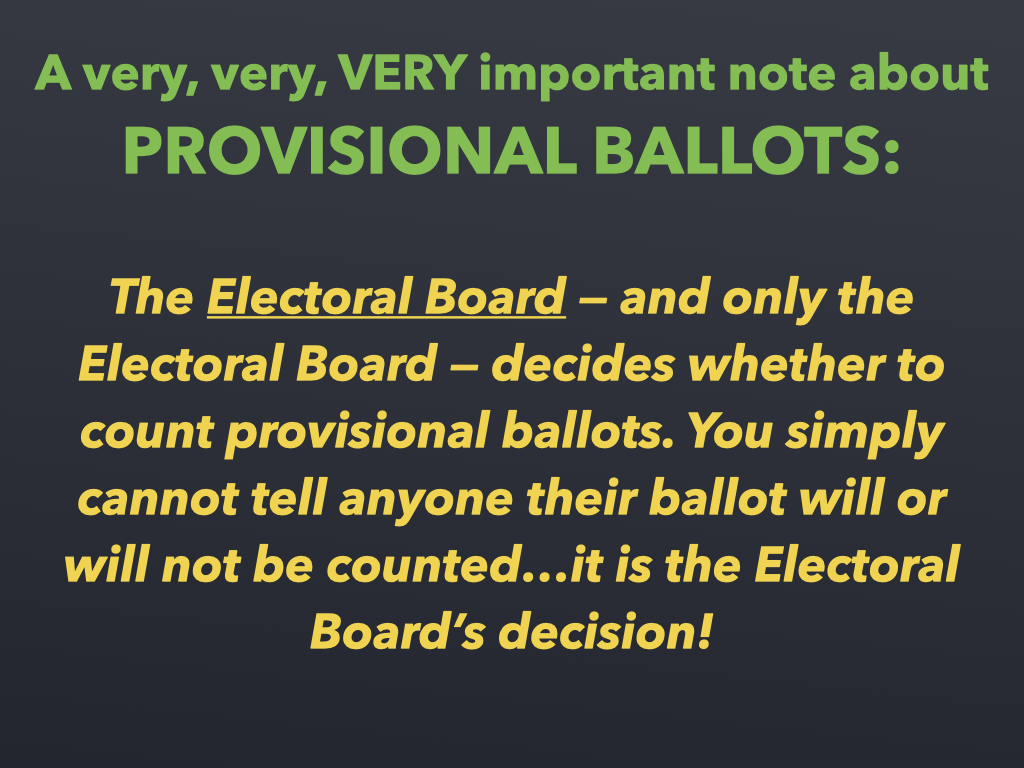 A very, very, VERY important note about
PROVISIONAL BALLOTS:
The Electoral Board – and only the
Electoral Board – decides whether to
count provisional ballots. You simply
cannot tell anyone their ballot will or
will not be counted…it is the Electoral
Board’s decision!